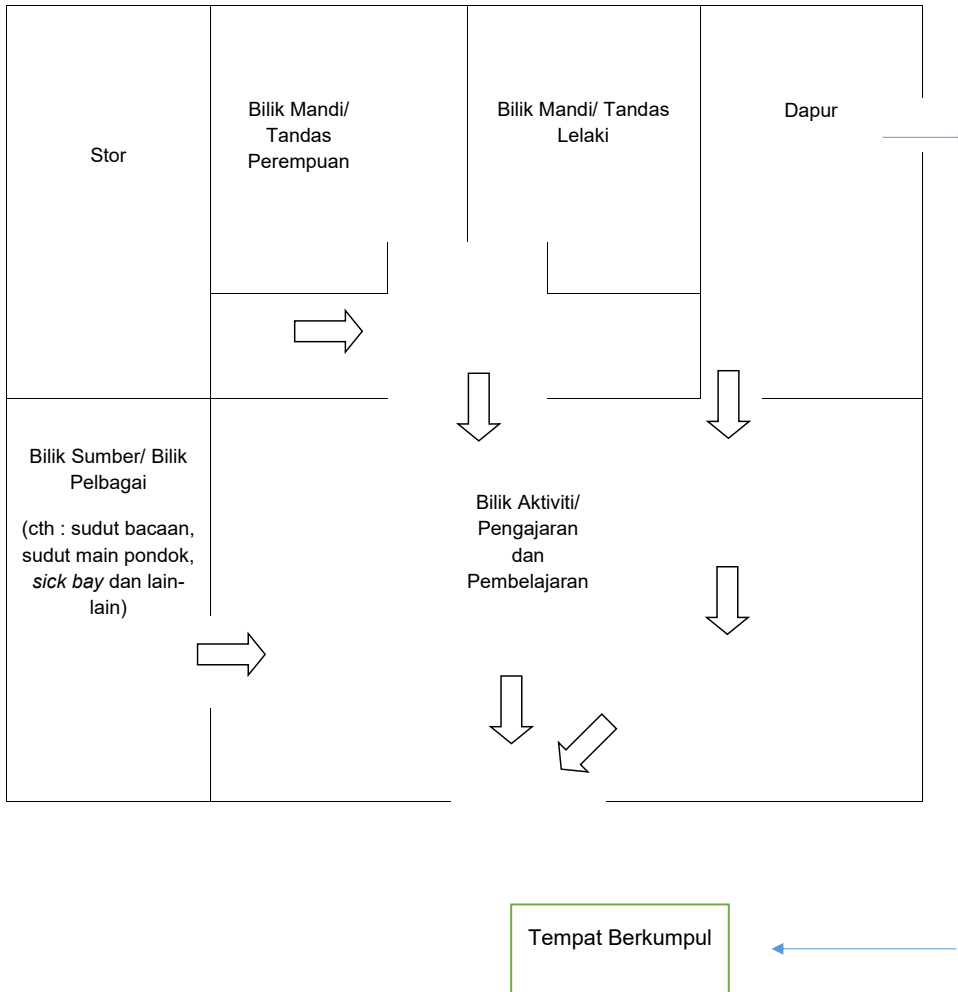 Stor
Bilik Mandi/
Tandas
Perempuan
Bilik Mandi/ Tandas
Lelaki
Dapur
Bilik Sumber/ Bilik
Pelbagai
(cth : sudut bacaan,
sudut main pondok,
sick bay dan lain-
lain)
Bilik Aktiviti/
Pengajaran
dan
Pembelajaran
Tempat Berkumpul